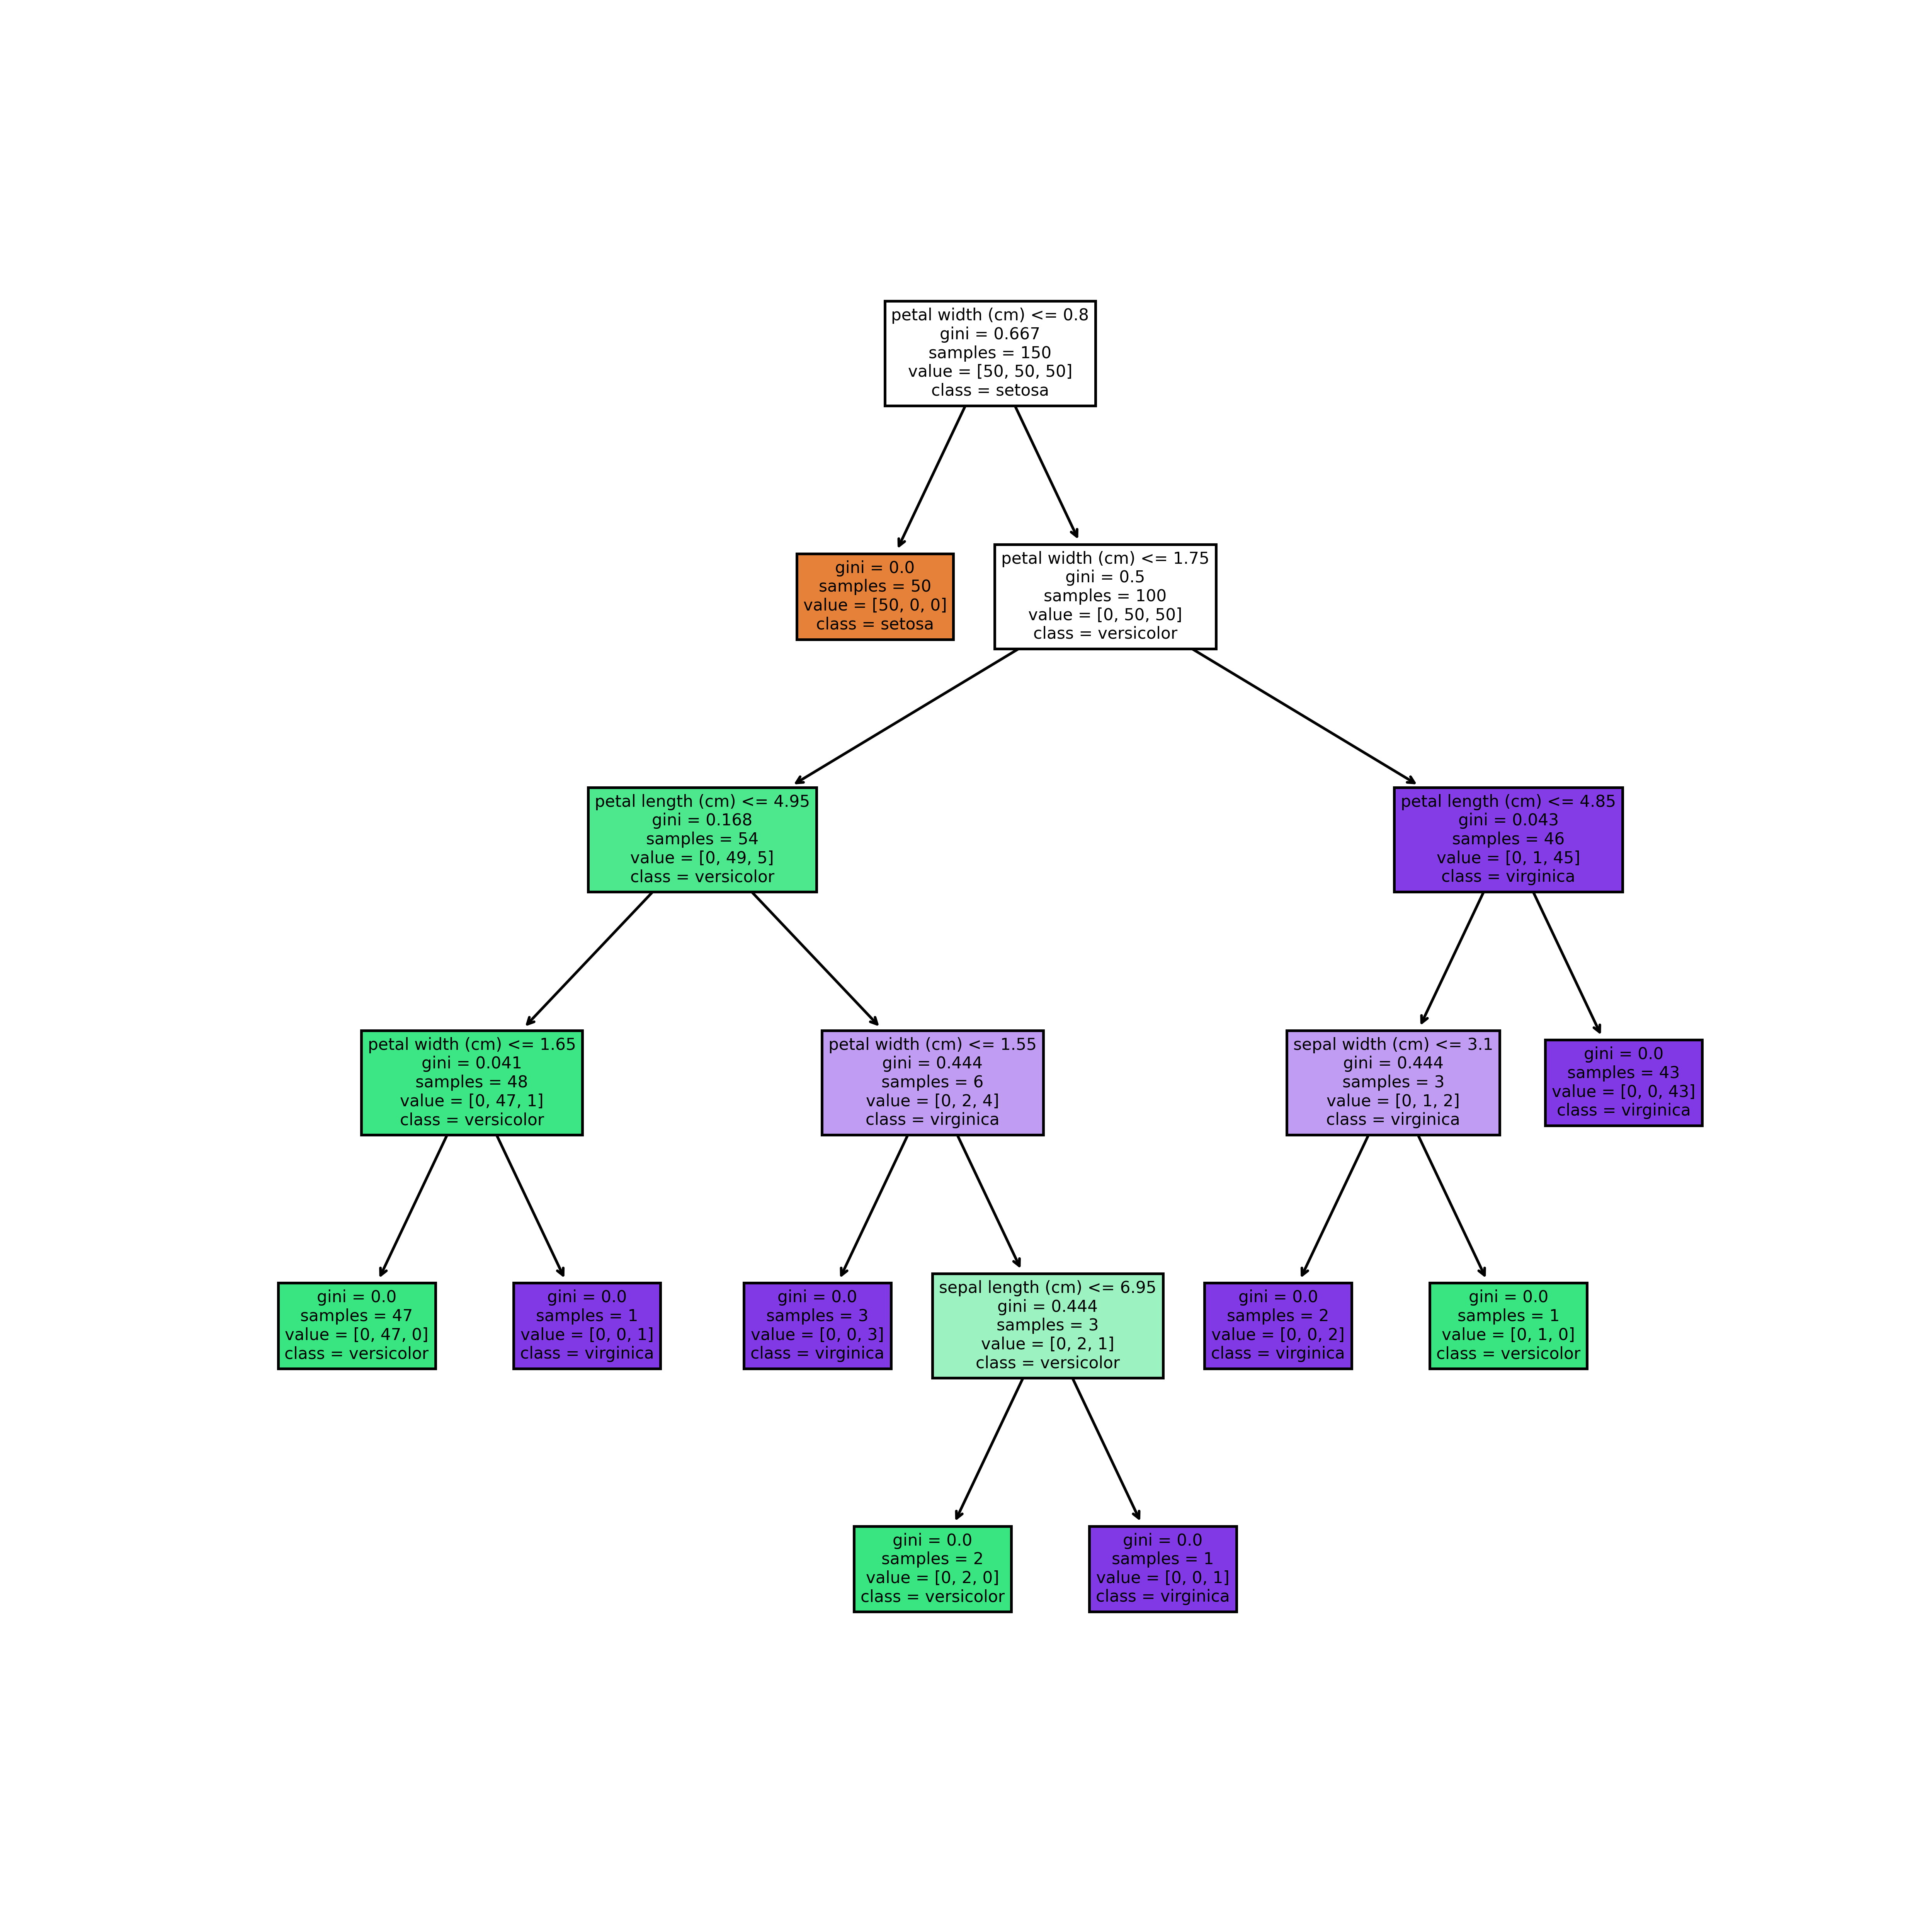 petal width (cm) <= 0.8
gini = 0.667
samples = 150
value = [50, 50, 50]
class = setosa
gini = 0.0
samples = 50
value = [50, 0, 0]
class = setosa
petal width (cm) <= 1.75
gini = 0.5
samples = 100
value = [0, 50, 50]
class = versicolor
petal length (cm) <= 4.95
gini = 0.168
samples = 54
value = [0, 49, 5]
class = versicolor
petal length (cm) <= 4.85
gini = 0.043
samples = 46
value = [0, 1, 45]
class = virginica
petal width (cm) <= 1.65
gini = 0.041
samples = 48
value = [0, 47, 1]
class = versicolor
petal width (cm) <= 1.55
gini = 0.444
samples = 6
value = [0, 2, 4]
class = virginica
sepal width (cm) <= 3.1
gini = 0.444
samples = 3
value = [0, 1, 2]
class = virginica
gini = 0.0
samples = 43
value = [0, 0, 43]
class = virginica
gini = 0.0
samples = 47
value = [0, 47, 0]
class = versicolor
gini = 0.0
samples = 1
value = [0, 0, 1]
class = virginica
gini = 0.0
samples = 3
value = [0, 0, 3]
class = virginica
sepal length (cm) <= 6.95
gini = 0.444
samples = 3
value = [0, 2, 1]
class = versicolor
gini = 0.0
samples = 2
value = [0, 0, 2]
class = virginica
gini = 0.0
samples = 1
value = [0, 1, 0]
class = versicolor
gini = 0.0
samples = 2
value = [0, 2, 0]
class = versicolor
gini = 0.0
samples = 1
value = [0, 0, 1]
class = virginica